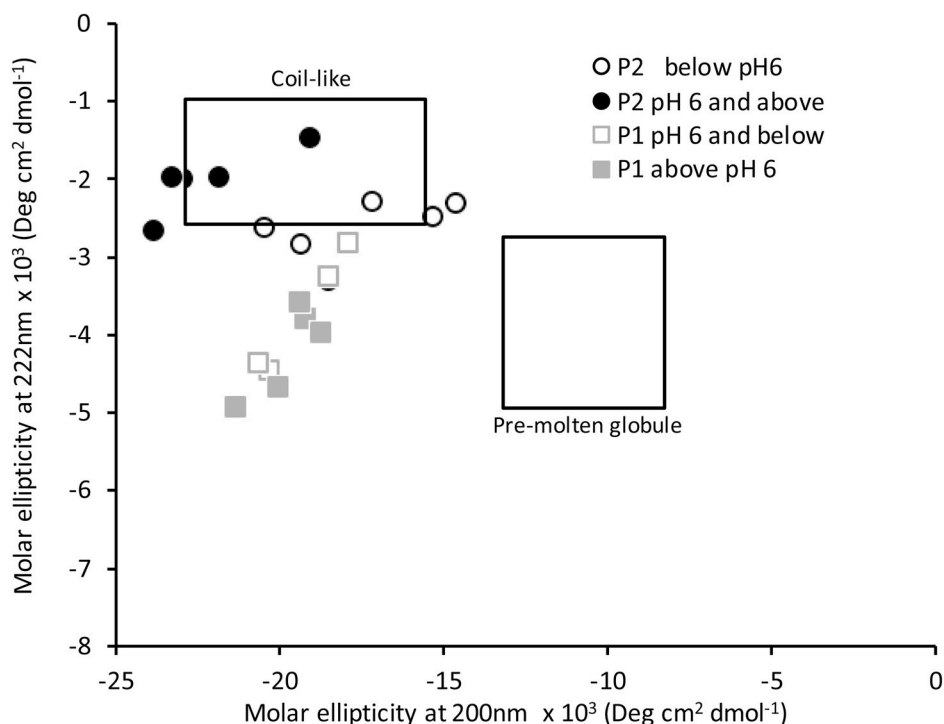 Molar ellipticity at 222nm x 10³ (Deg cm² dmol⁻¹)
0
-1
-2
-3
-4
-5
-6
-7
-8
Coil-like
P2 below pH6
P2 pH 6 and above
P1 pH 6 and below
P1 above pH 6
Pre-molten globule
-25 -20 -15 -10 -5 0
Molar ellipticity at 200nm x 10³ (Deg cm² dmol⁻¹)